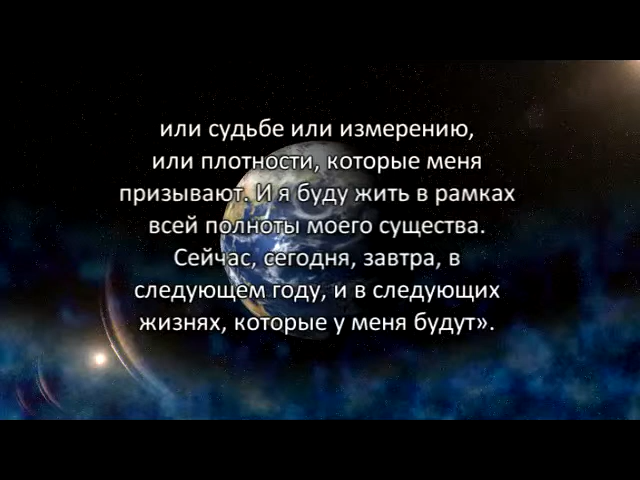 или судьбе или измерению,
или плотности, которые меня
призывают. И я буду жить в рамках
всей полноты моего существа.
Сейчас, сегодня, завтра, в
следующем году, и в следующих
жизнях, которые у меня будут».